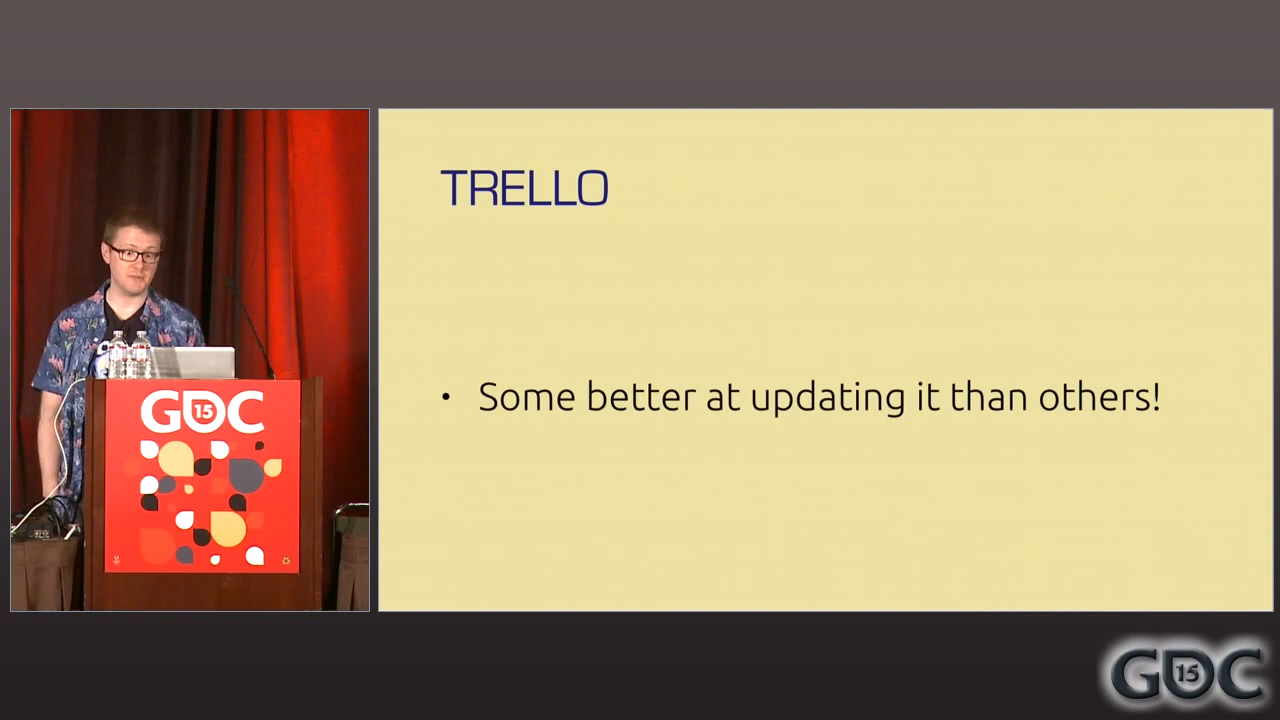 TRELLO
• Some better at updating it than others!
GDC 15
GDC 15